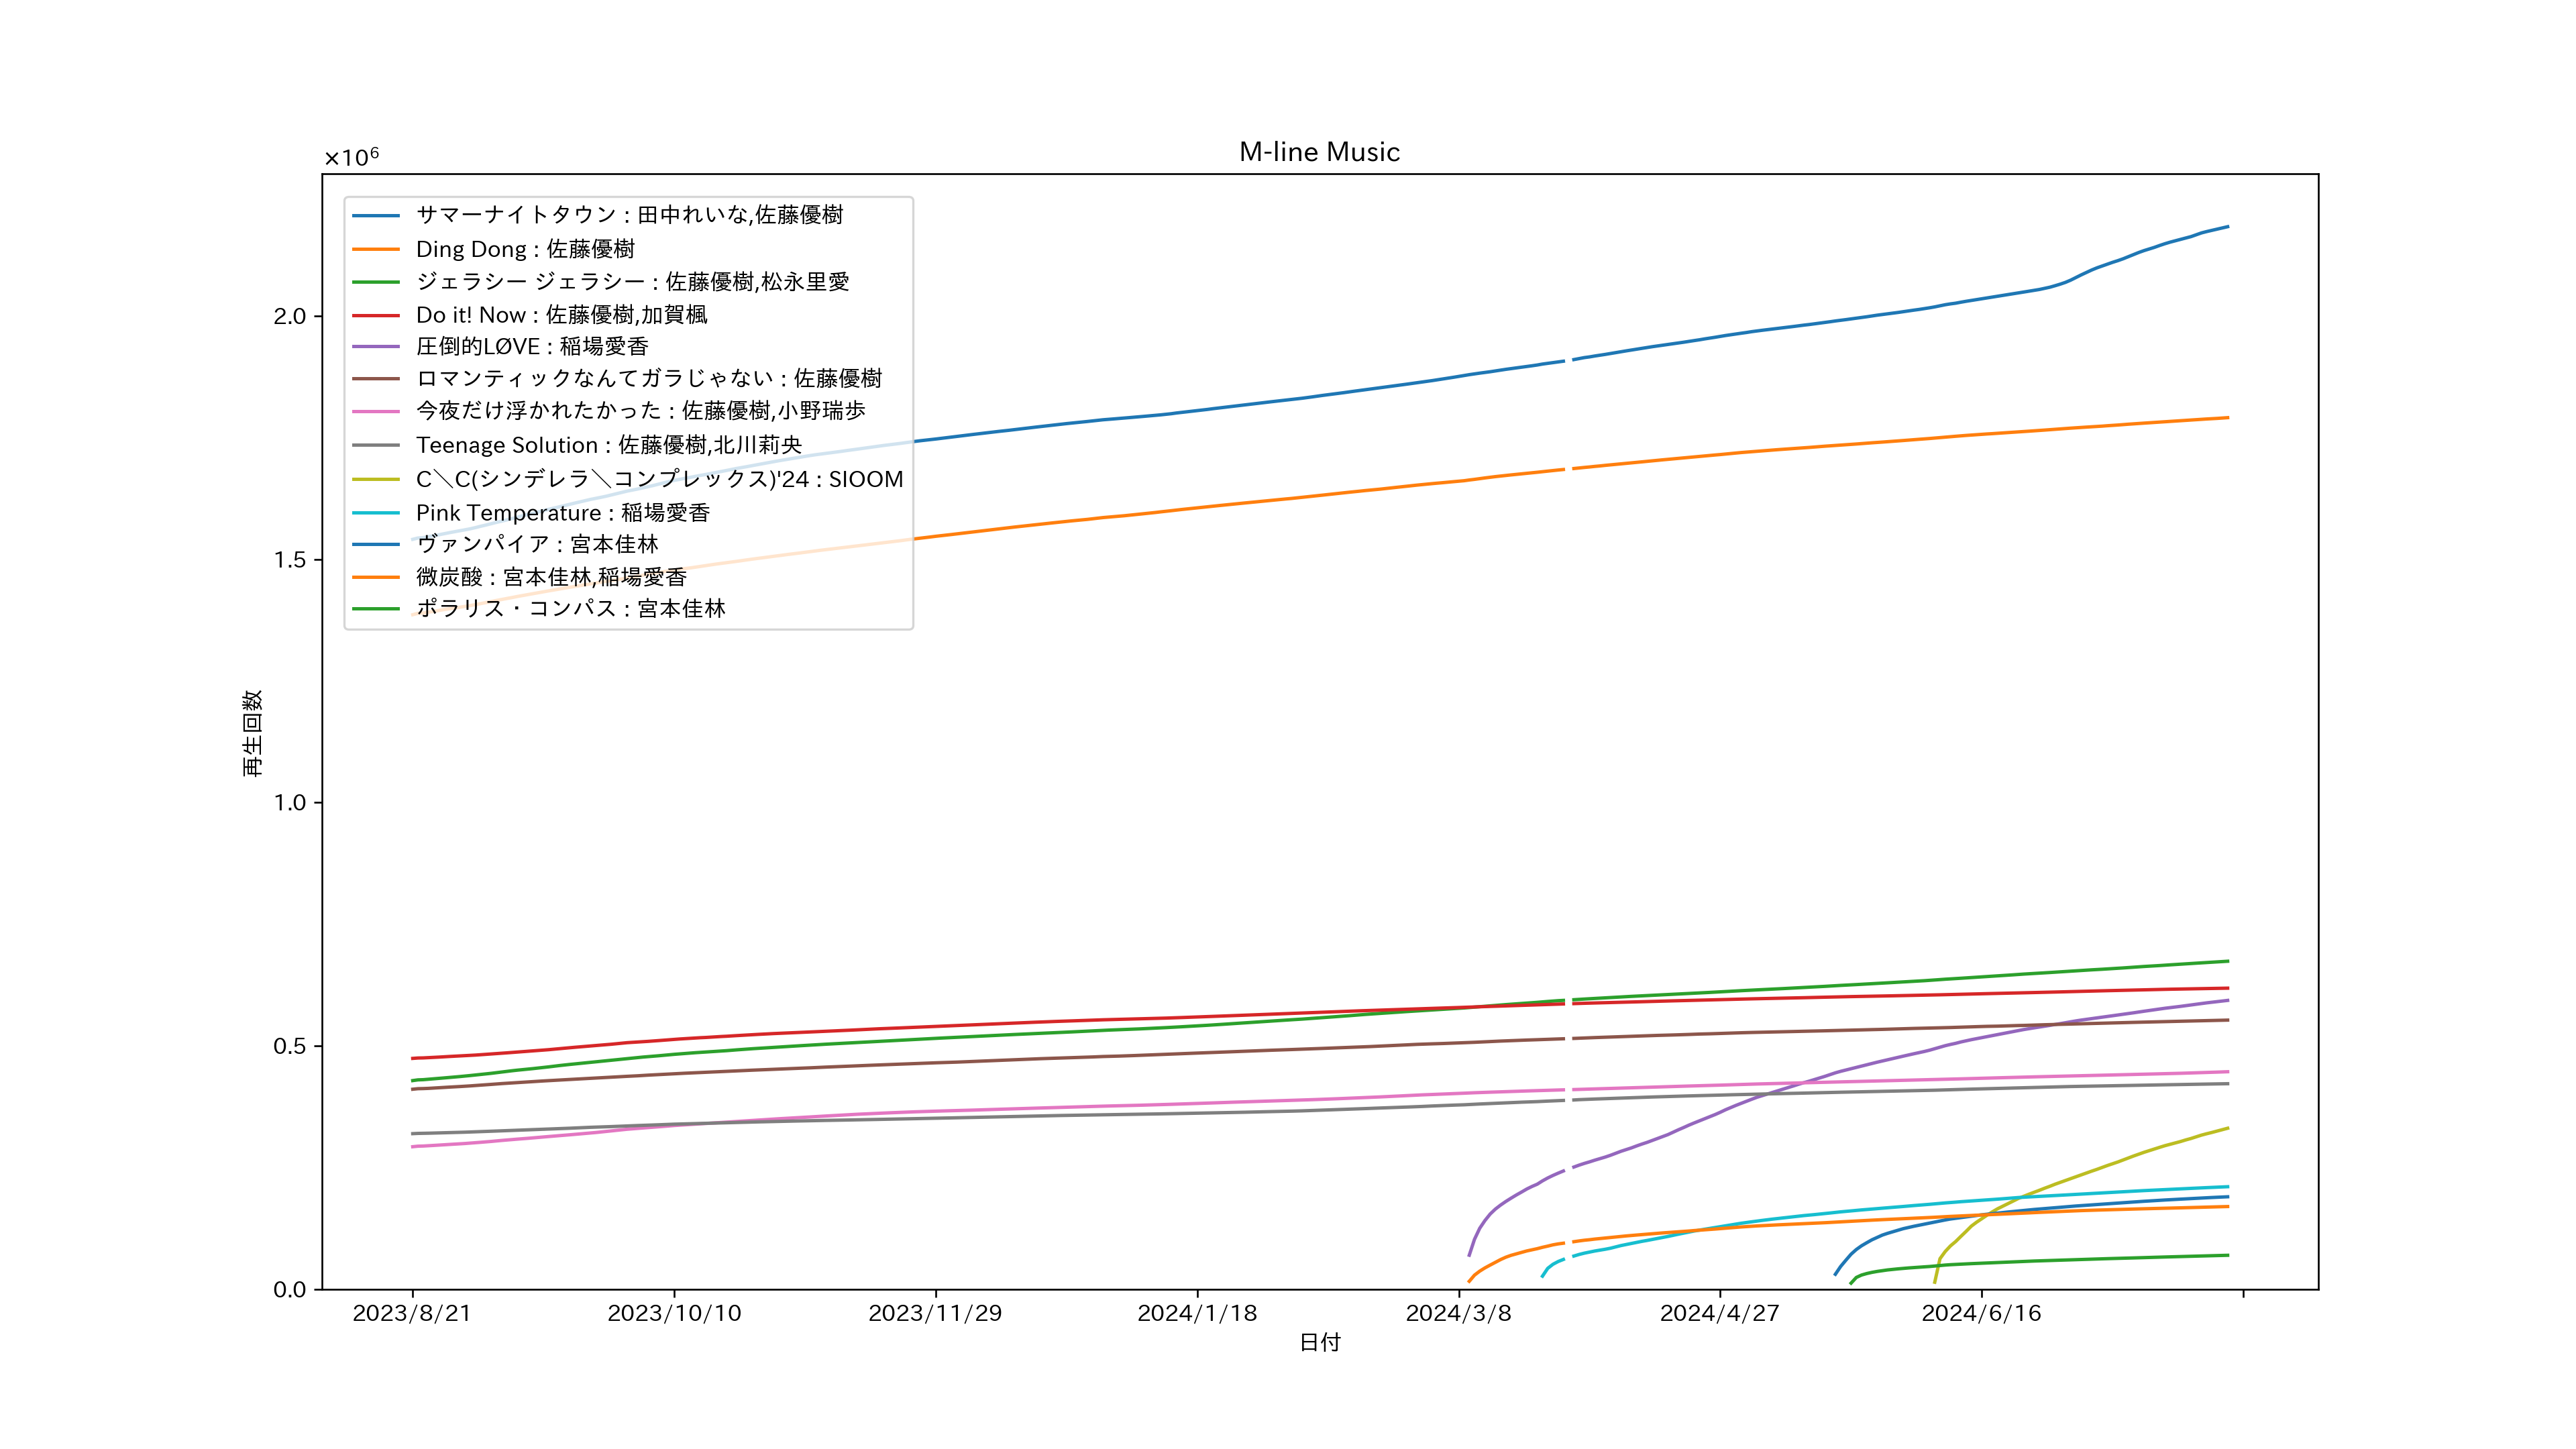 M-line Music
×10⁶
サマーナイトタウン : 田中れいな,佐藤優樹
Ding Dong : 佐藤優樹
ジェラシー ジェラシー : 佐藤優樹,松永里愛
Do it! Now : 佐藤優樹,加賀楓
圧倒的LØVE : 稲場愛香
ロマンティックなんてガラじゃない : 佐藤優樹
今夜だけ浮かれたかった : 佐藤優樹,小野瑞歩
Teenage Solution : 佐藤優樹,北川莉央
C＼C(シンデレラ＼コンプレックス)'24 : SIOOM
Pink Temperature : 稲場愛香
ヴァンパイア : 宮本佳林
微炭酸 : 宮本佳林,稲場愛香
ポラリス・コンパス : 宮本佳林
2.0
1.5
1.0
0.5
0.0
再生回数
2023/8/21
2023/10/10
2023/11/29
2024/1/18
2024/3/8
2024/4/27
2024/6/16
日付